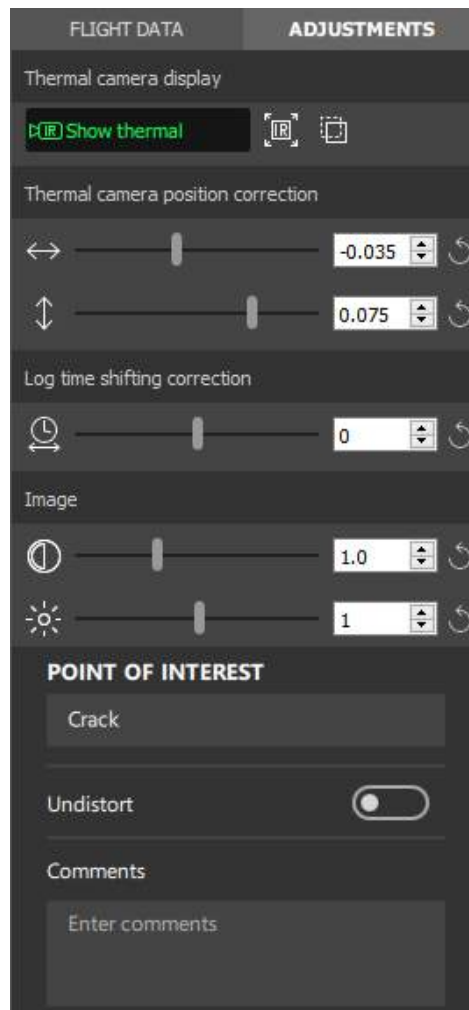 FLIGHT DATA ADJUSTMENTS
Thermal camera display
IR Show thermal IR
Thermal camera position correction
-0.035
0.075
Log time shifting correction
0
Image
1.0
1
POINT OF INTEREST
Crack
Undistort
Comments
Enter comments